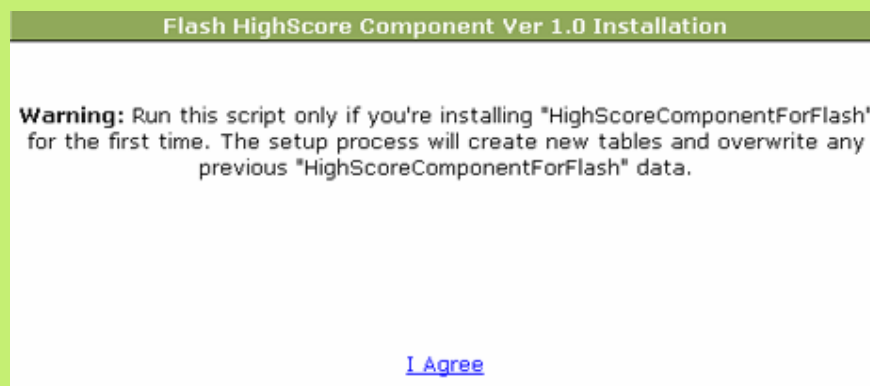 Flash HighScore Component Ver 1.0 Installation
Warning: Run this script only if you're installing "HighScoreComponentForFlash"
for the first time. The setup process will create new tables and overwrite any
previous "HighScoreComponentForFlash" data.
I Agree